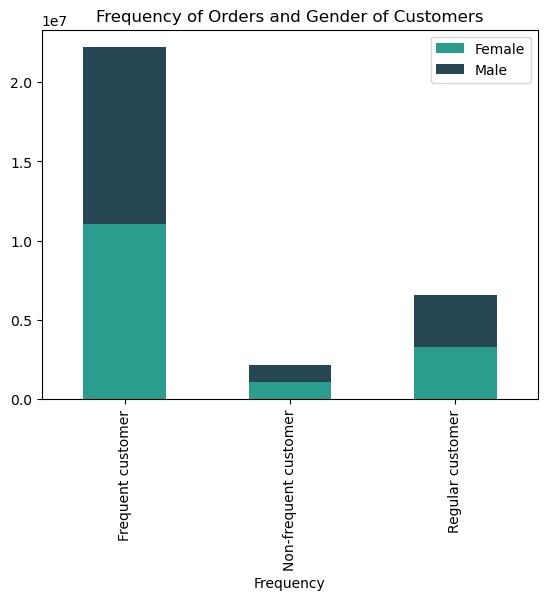 Frequency of Orders and Gender of Customers
1e7
Female
Male
2.0
1.5
1.0
0.5
0.0
Frequent customer
Non-frequent customer
Regular customer
Frequency